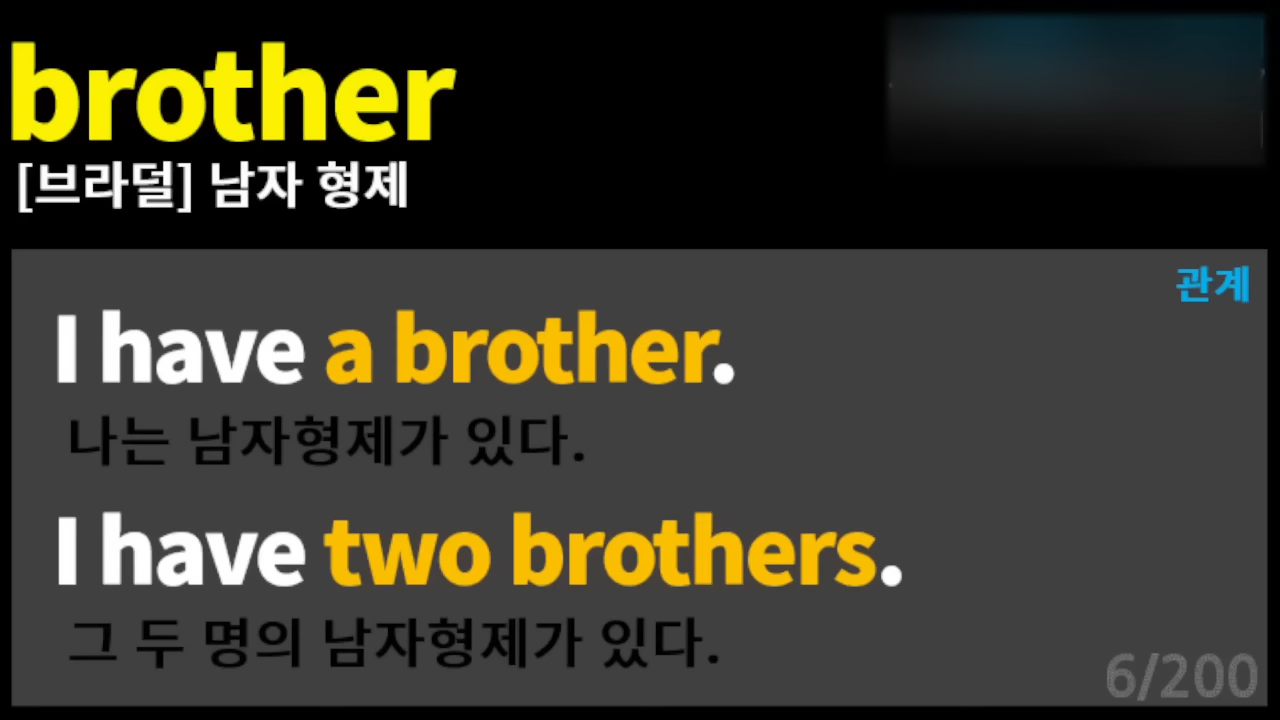 brother
[브라덜] 남자 형제
관계
I have a brother.
나는 남자형제가 있다.
I have two brothers.
그 두 명의 남자형제가 있다.
6/200